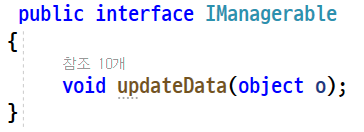 public interface IManagerable
{
참조 10개
void updateData(object o);
}